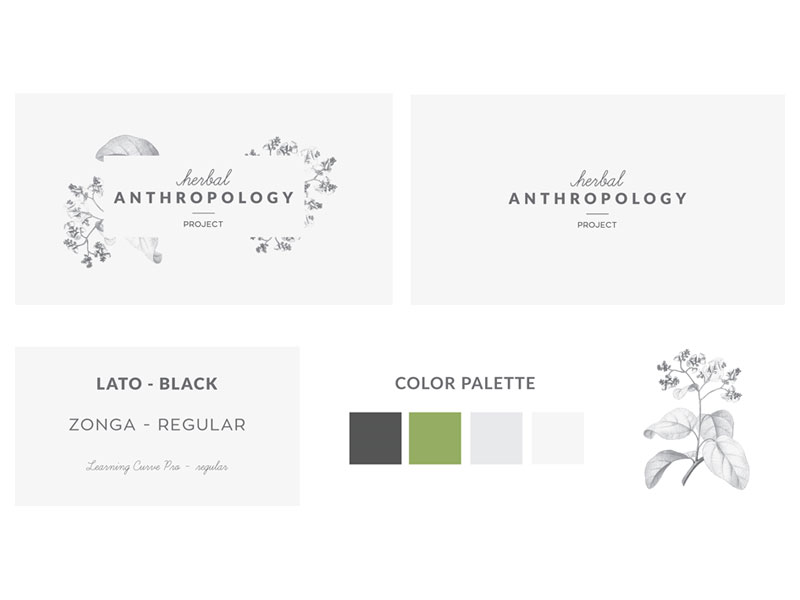 herbal
ANTHROPOLOGY
PROJECT
herbal
ANTHROPOLOGY
PROJECT
LATO - BLACK
ZONGA - REGULAR
Learning Curve Pro - regular
COLOR PALETTE